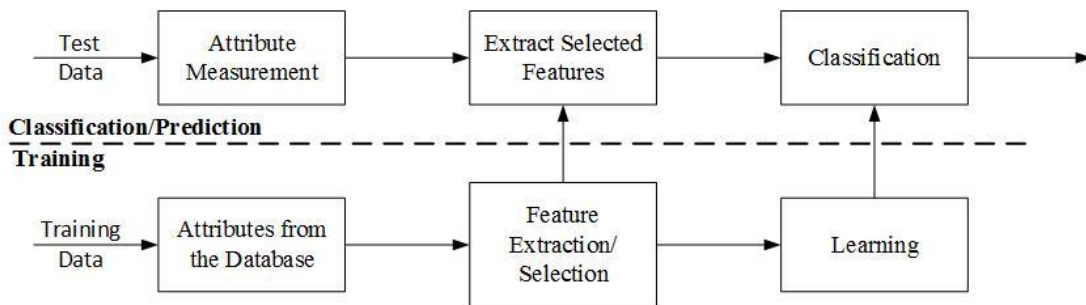 Test
Data
Attribute
Measurement
Extract Selected
Features
Classification
Classification/Prediction
Training
Training
Data
Attributes from
the Database
Feature
Extraction/
Selection
Learning